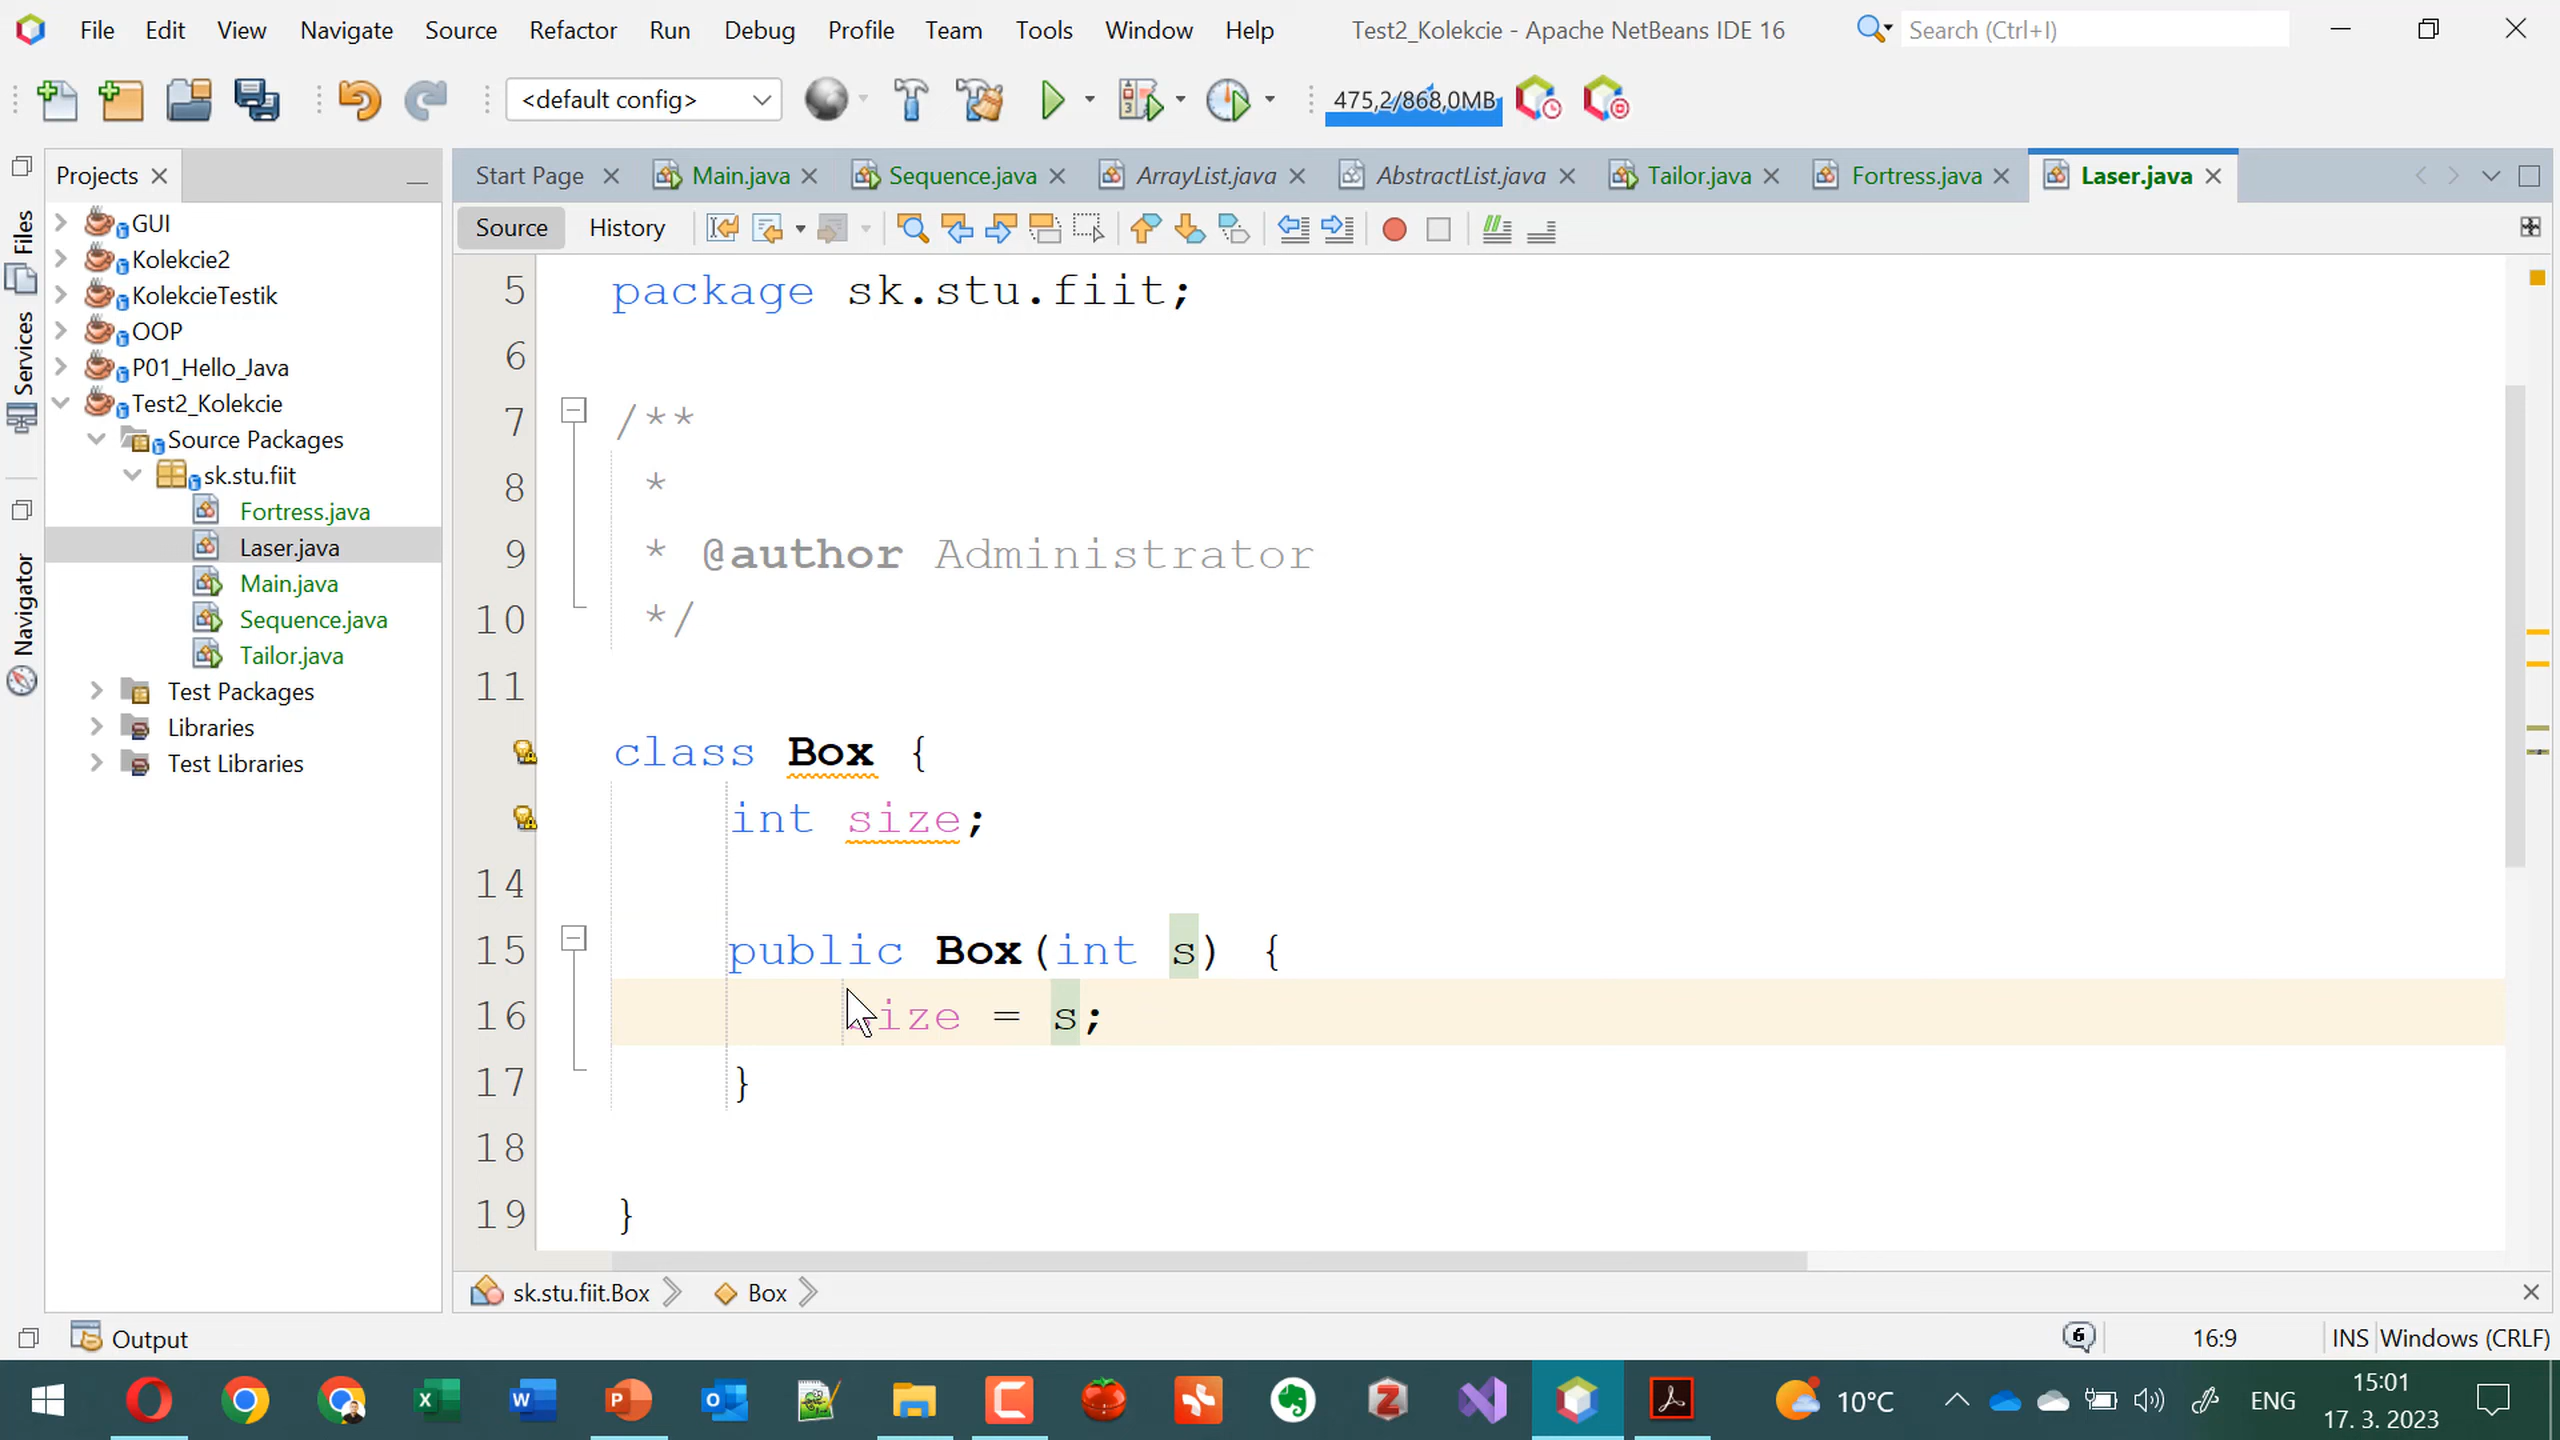 File Edit View Navigate Source Refactor Run Debug Profile Team Tools Window Help Test2_Kolekcie - Apache NetBeans IDE 16 Search (Ctrl+I)
<default config> 475,2/868,0MB
Projects
Files
Services
Navigator
GUI
Kolekcie2
KolekcieTestik
OOP
P01_Hello_Java
Test2_Kolekcie
Source Packages
sk.stu.fiit
Fortress.java
Laser.java
Main.java
Sequence.java
Tailor.java
Test Packages
Libraries
Test Libraries
Start Page Main.java Sequence.java ArrayList.java AbstractList.java Tailor.java Fortress.java Laser.java
Source History
5 package sk.stu.fiit;
6
7 /**
8 *
9 * @author Administrator
10 */
11
class Box {
int size;
14
15 public Box(int s) {
16 size = s;
17 }
18
19 }
sk.stu.fiit.Box Box
Output 6 16:9 INS Windows (CRLF)
10°C ENG 15:01
17. 3. 2023